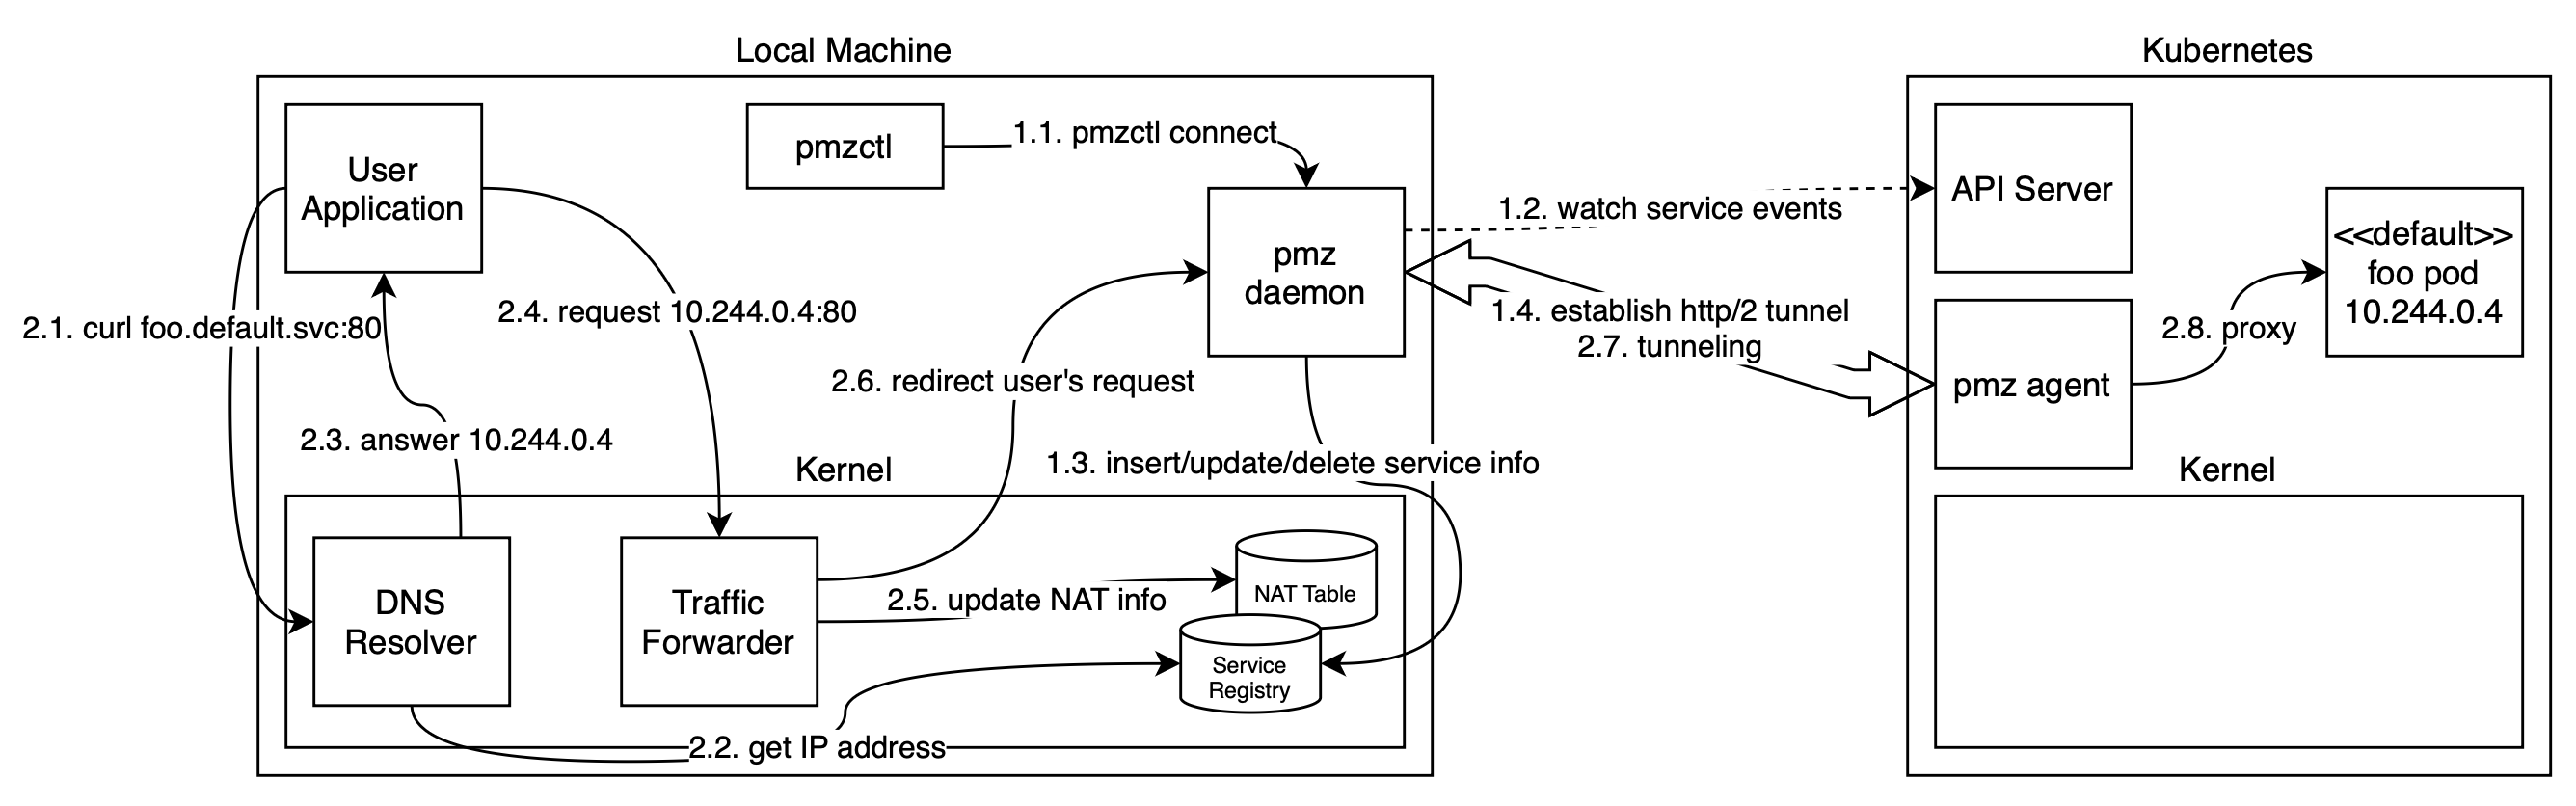 Local Machine
Kubernetes
User
Application
pmzctl
1.1. pmzctl connect
pmz
daemon
1.2. watch service events
API Server
<<default>>
foo pod
10.244.0.4
2.1. curl foo.default.svc:80
2.4. request 10.244.0.4:80
1.4. establish http/2 tunnel
2.7. tunneling
2.8. proxy
pmz agent
2.6. redirect user's request
2.3. answer 10.244.0.4
1.3. insert/update/delete service info
Kernel
Kernel
DNS
Resolver
Traffic
Forwarder
2.5. update NAT info
NAT Table
Service
Registry
2.2. get IP address